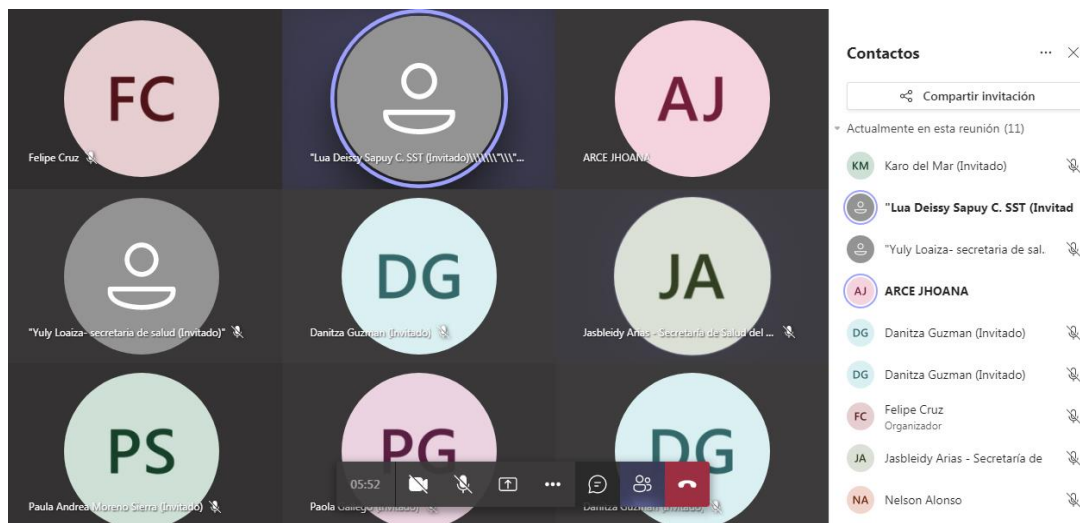 FC
Felipe Cruz
"Lua Deissy Sapuy C. SST (Invitado)\\\\\\\"\\\"...
AJ
ARCE JHOANA
"Yuly Loaiza- secretaria de salud (Invitado)"
DG
Danitza Guzman (Invitado)
JA
Jasbleidy Arias - Secretaría de Salud del ...
PS
Paula Andrea Moreno Sierra (Invitado)
PG
Paola Gallego (Invitado)
DG
Danitza Guzman (Invitado)
05:52
Contactos
Compartir invitación
Actualmente en esta reunión (11)
KM Karo del Mar (Invitado)
"Lua Deissy Sapuy C. SST (Invitad
"Yuly Loaiza- secretaria de sal.
AJ ARCE JHOANA
DG Danitza Guzman (Invitado)
DG Danitza Guzman (Invitado)
FC Felipe Cruz
Organizador
JA Jasbleidy Arias - Secretaría de
NA Nelson Alonso